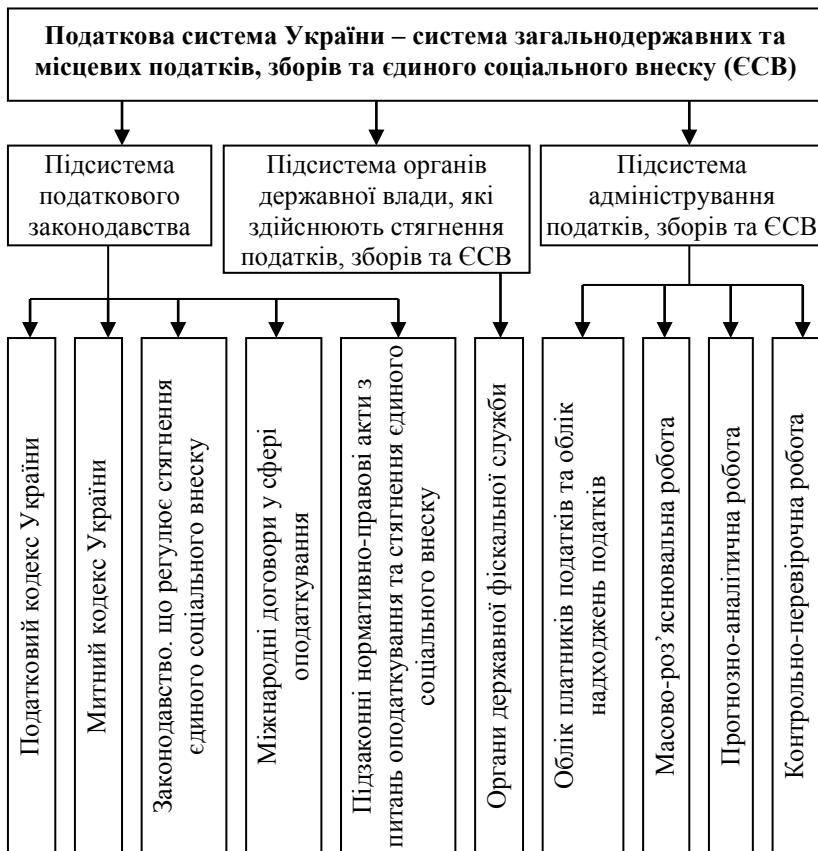 Податкова система України – система загальнодержавних та
місцевих податків, зборів та єдиного соціального внеску (ЄСВ)
Підсистема
податкового
законодавства
Підсистема органів
державної влади, які
здійснюють стягнення
податків, зборів та ЄСВ
Підсистема
адміністрування
податків, зборів та ЄСВ
Податковий кодекс України
Митний кодекс України
Законодавство. що регулює стягнення
єдиного соціального внеску
Міжнародні договори у сфері
оподаткування
Підзаконні нормативно-правові акти з
питань оподаткування та стягнення єдиного
соціального внеску
Органи державної фіскальної служби
Облік платників податків та облік
надходжень податків
Масово-роз’яснювальна робота
Прогнозно-аналітична робота
Контрольно-перевірочна робота